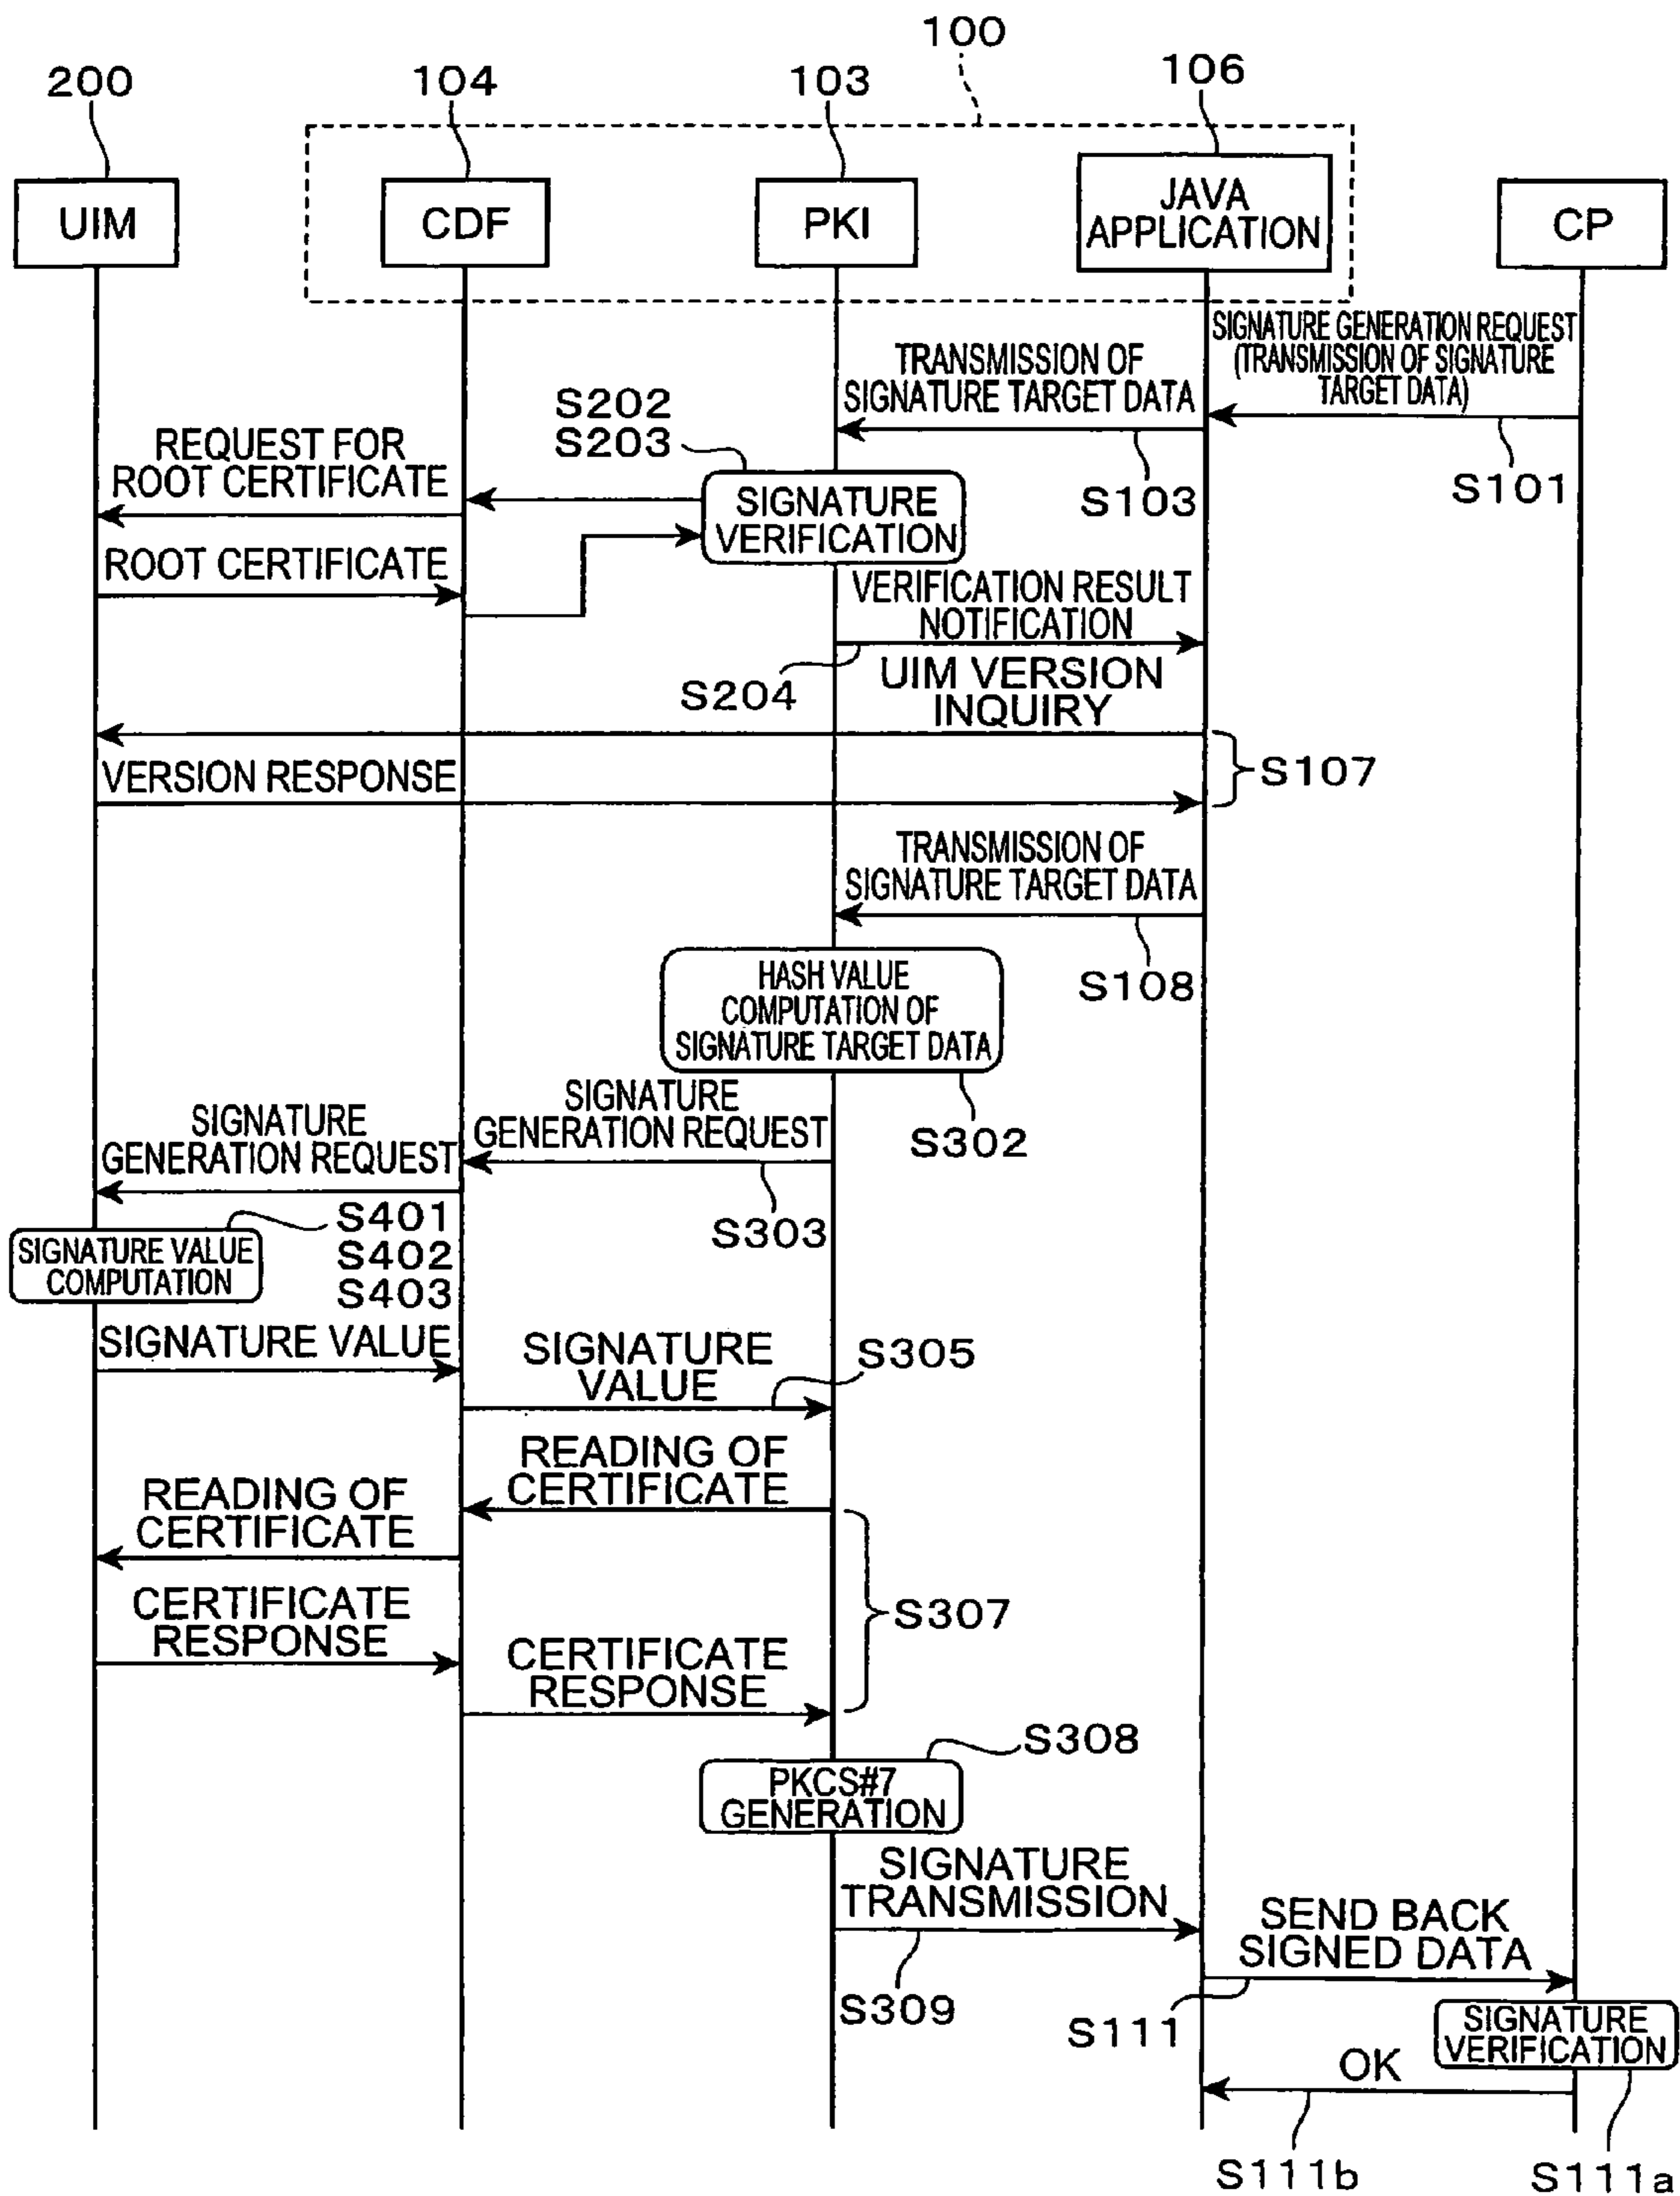 100
200
104
103
106
UIM
CDF
PKI
JAVA
APPLICATION
CP
SIGNATURE GENERATION REQUEST
(TRANSMISSION OF SIGNATURE
TARGET DATA)
S101
TRANSMISSION OF
SIGNATURE TARGET DATA
S103
S202
S203
SIGNATURE
VERIFICATION
REQUEST FOR
ROOT CERTIFICATE
ROOT CERTIFICATE
VERIFICATION RESULT
NOTIFICATION
S204
UIM VERSION
INQUIRY
VERSION RESPONSE
S107
TRANSMISSION OF
SIGNATURE TARGET DATA
S108
HASH VALUE
COMPUTATION OF
SIGNATURE TARGET DATA
S302
SIGNATURE
GENERATION REQUEST
S303
SIGNATURE
GENERATION REQUEST
S401
S402
S403
SIGNATURE VALUE
COMPUTATION
SIGNATURE VALUE
SIGNATURE
VALUE
S305
READING OF
CERTIFICATE
READING OF
CERTIFICATE
CERTIFICATE
RESPONSE
CERTIFICATE
RESPONSE
S307
S308
PKCS#7
GENERATION
SIGNATURE
TRANSMISSION
S309
SEND BACK
SIGNED DATA
S111
SIGNATURE
VERIFICATION
OK
S111b
S111a